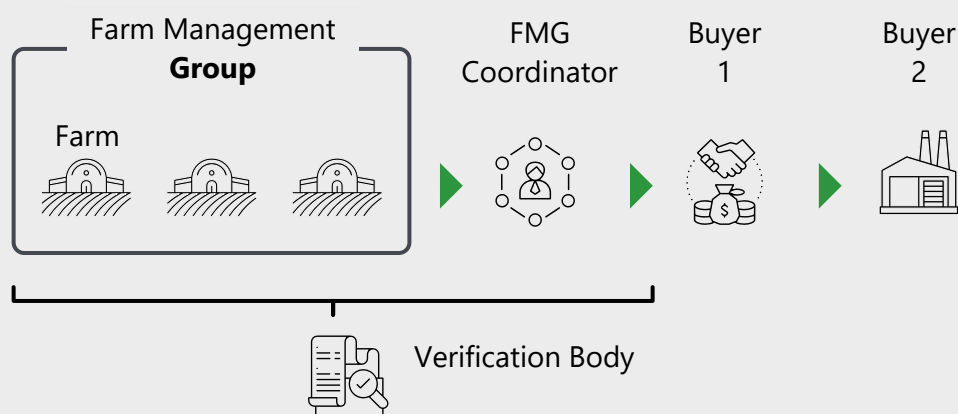 Farm Management
Group
FMG
Coordinator
Buyer
1
Buyer
2
Farm
$
Verification Body